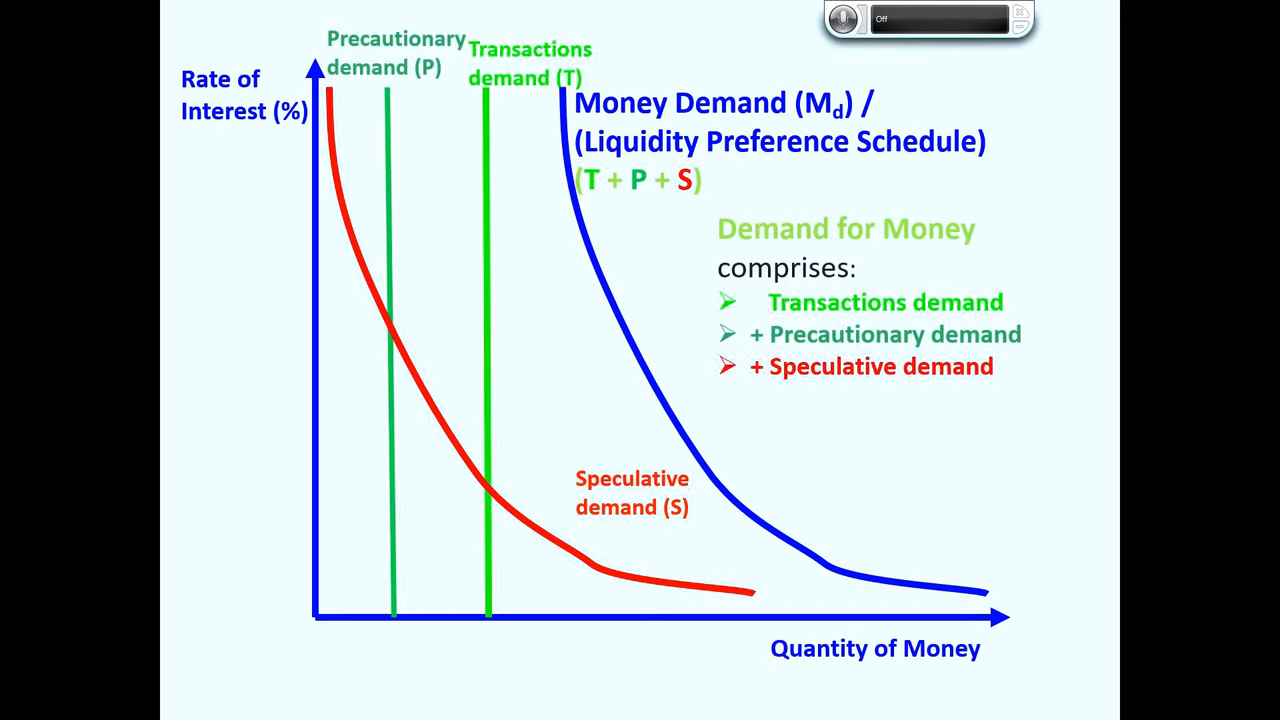 Off
Precautionary
demand (P)
Transactions
demand (T)
Rate of
Interest (%)
Money Demand (Md) /
(Liquidity Preference Schedule)
(T + P + S)
Demand for Money
comprises:
Transactions demand
+ Precautionary demand
+ Speculative demand
Speculative
demand (S)
Quantity of Money